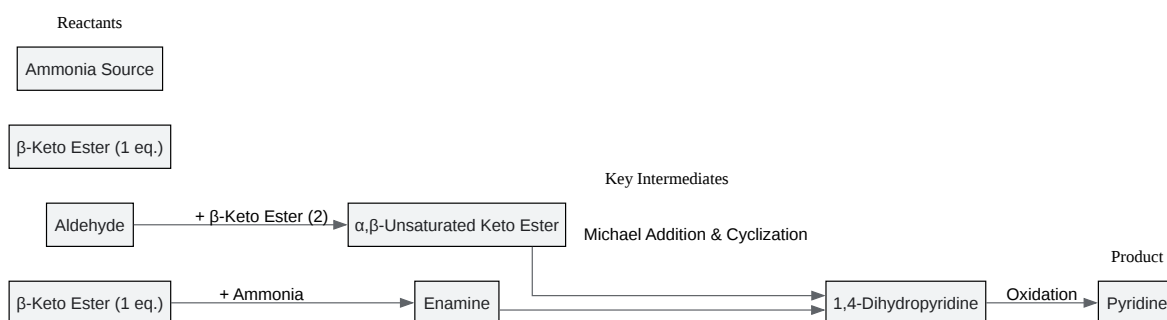 Reactants
Ammonia Source
β-Keto Ester (1 eq.)
Key Intermediates
Aldehyde
+ β-Keto Ester (2)
α,β-Unsaturated Keto Ester
Michael Addition & Cyclization
Product
β-Keto Ester (1 eq.)
+ Ammonia
Enamine
1,4-Dihydropyridine
Oxidation
Pyridine